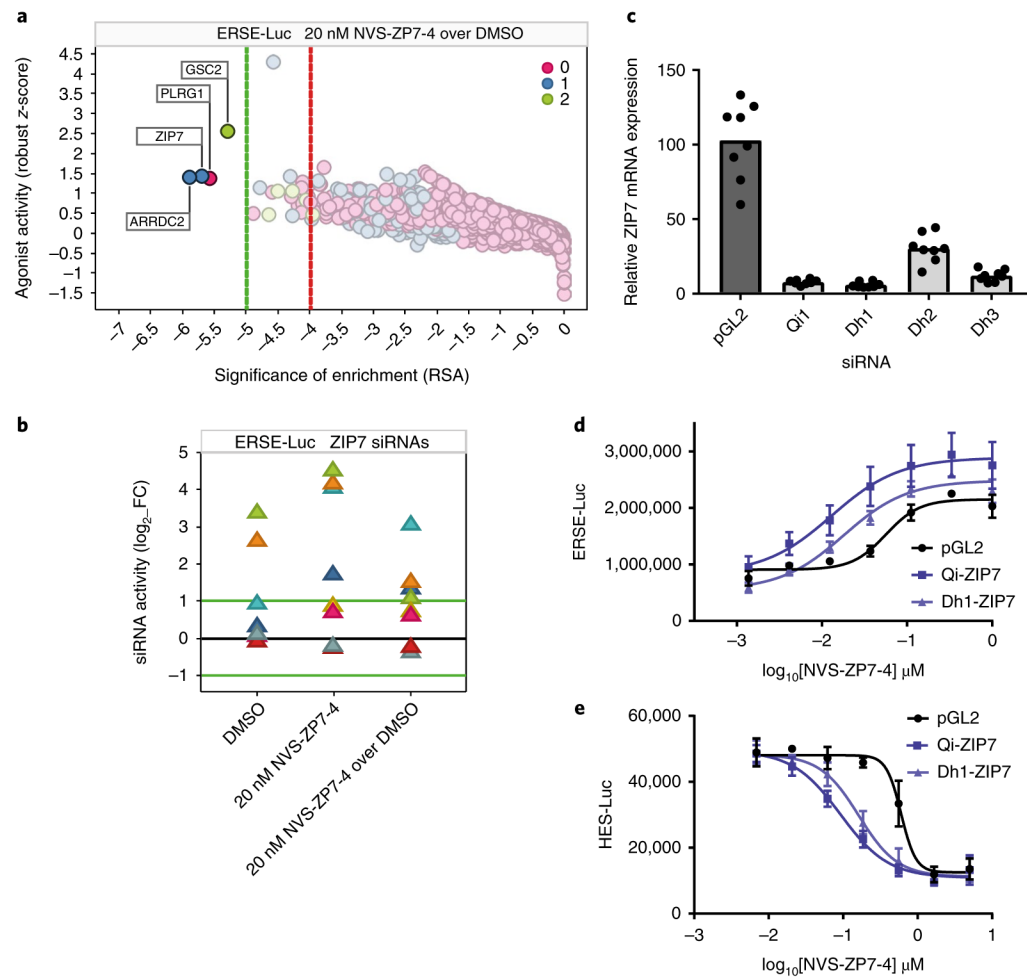 a
ERSE-Luc 20 nM NVS-ZP7-4 over DMSO
Agonist activity (robust z-score)
4.5
4
3.5
3
2.5
2
1.5
1
0.5
0
−0.5
−1
−1.5
GSC2
PLRG1
ZIP7
ARRDC2
0
1
2
−7
−6.5
−6
−5.5
−5
−4.5
−4
−3.5
−3
−2.5
−2
−1.5
−1
−0.5
0
Significance of enrichment (RSA)
c
Relative ZIP7 mRNA expression
150
100
50
0
pGL2
Qi1
Dh1
Dh2
Dh3
siRNA
b
ERSE-Luc ZIP7 siRNAs
siRNA activity (log2_FC)
5
4
3
2
1
0
−1
DMSO
20 nM NVS-ZP7-4
20 nM NVS-ZP7-4 over DMSO
d
ERSE-Luc
3,000,000
2,000,000
1,000,000
0
pGL2
Qi-ZIP7
Dh1-ZIP7
−3
−2
−1
0
log10[NVS-ZP7-4] μM
e
HES-Luc
60,000
40,000
20,000
0
pGL2
Qi-ZIP7
Dh1-ZIP7
−3
−2
−1
0
1
log10[NVS-ZP7-4] μM